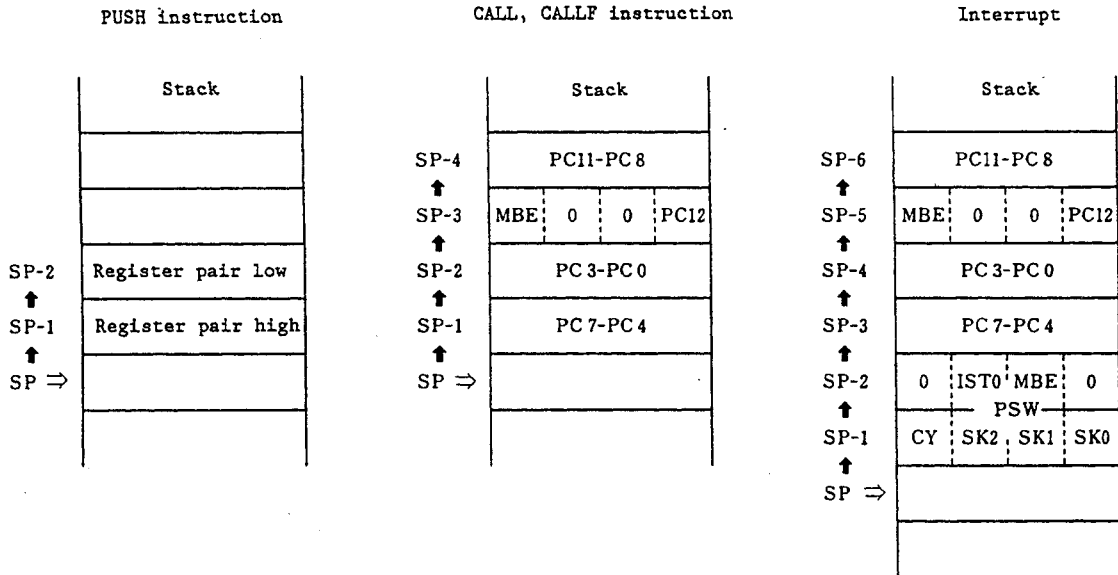 PUSH instruction
Stack
SP-2 Register pair low
SP-1 Register pair high
SP
CALL, CALLF instruction
Stack
SP-4 PC11-PC8
SP-3 MBE 0 0 PC12
SP-2 PC3-PC0
SP-1 PC7-PC4
SP
Interrupt
Stack
SP-6 PC11-PC8
SP-5 MBE 0 0 PC12
SP-4 PC3-PC0
SP-3 PC7-PC4
SP-2 0 IST0 MBE 0
PSW
SP-1 CY SK2 SK1 SK0
SP